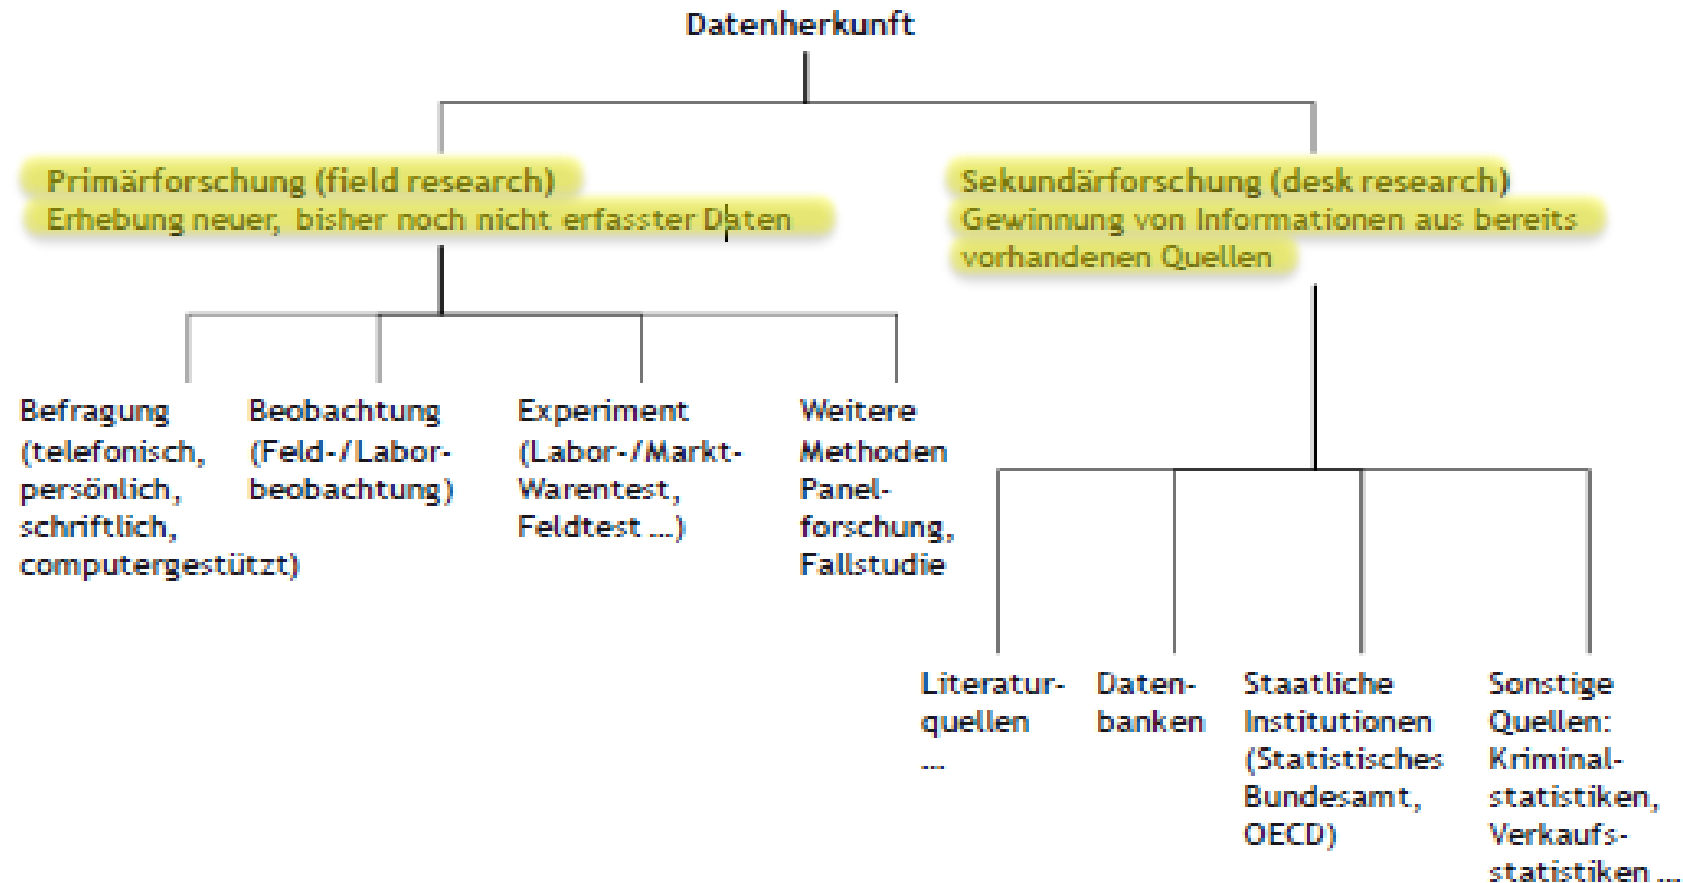 Datenherkunft
Primärforschung (field research)
Erhebung neuer, bisher noch nicht erfasster Daten
Sekundärforschung (desk research)
Gewinnung von Informationen aus bereits
vorhandenen Quellen
Befragung
(telefonisch,
persönlich,
schriftlich,
computergestützt)
Beobachtung
(Feld-/Labor-
beobachtung)
Experiment
(Labor-/Markt-
Warentest,
Feldtest ...)
Weitere
Methoden
Panel-
forschung,
Fallstudie
Literatur-
quellen
...
Daten-
banken
Staatliche
Institutionen
(Statistisches
Bundesamt,
OECD)
Sonstige
Quellen:
Kriminal-
statistiken,
Verkaufs-
statistiken ...